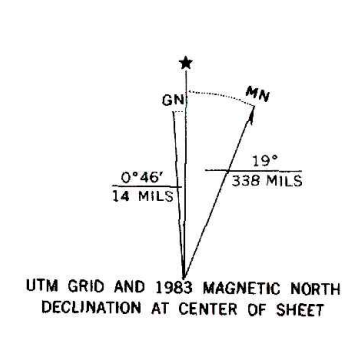 ★
GN
MN
0°46′
14 MILS
19°
338 MILS
UTM GRID AND 1983 MAGNETIC NORTH
DECLINATION AT CENTER OF SHEET